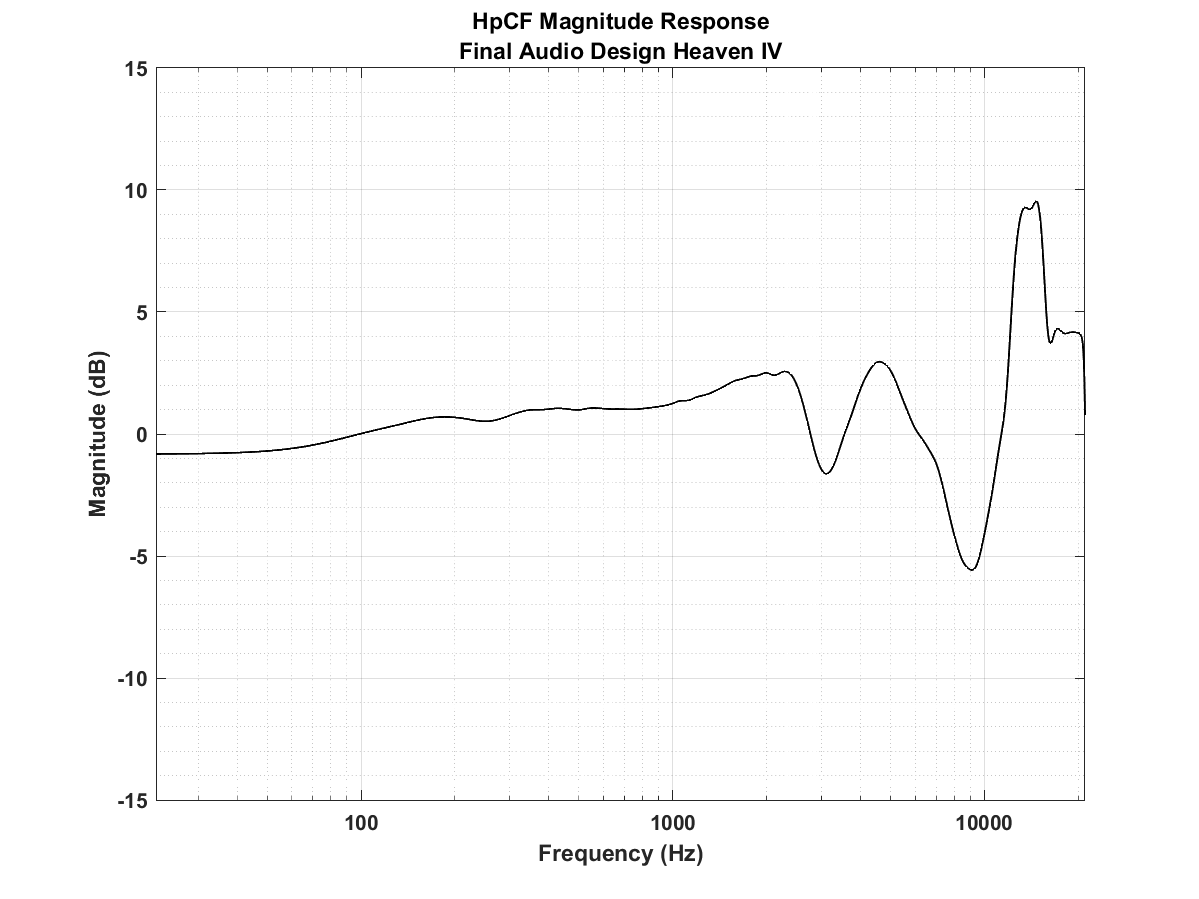 HpCF Magnitude Response
Final Audio Design Heaven IV
15
10
5
0
-5
-10
-15
Magnitude (dB)
100
1000
10000
Frequency (Hz)